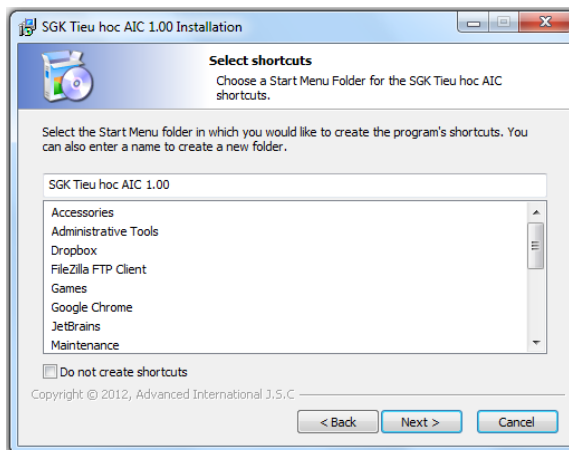 SGK Tieu hoc AIC 1.00 Installation
Select shortcuts
Choose a Start Menu Folder for the SGK Tieu hoc AIC
shortcuts.
Select the Start Menu folder in which you would like to create the program's shortcuts. You
can also enter a name to create a new folder.
SGK Tieu hoc AIC 1.00
Accessories
Administrative Tools
Dropbox
FileZilla FTP Client
Games
Google Chrome
JetBrains
Maintenance
Do not create shortcuts
Copyright © 2012, Advanced International J.S.C
< Back
Next >
Cancel